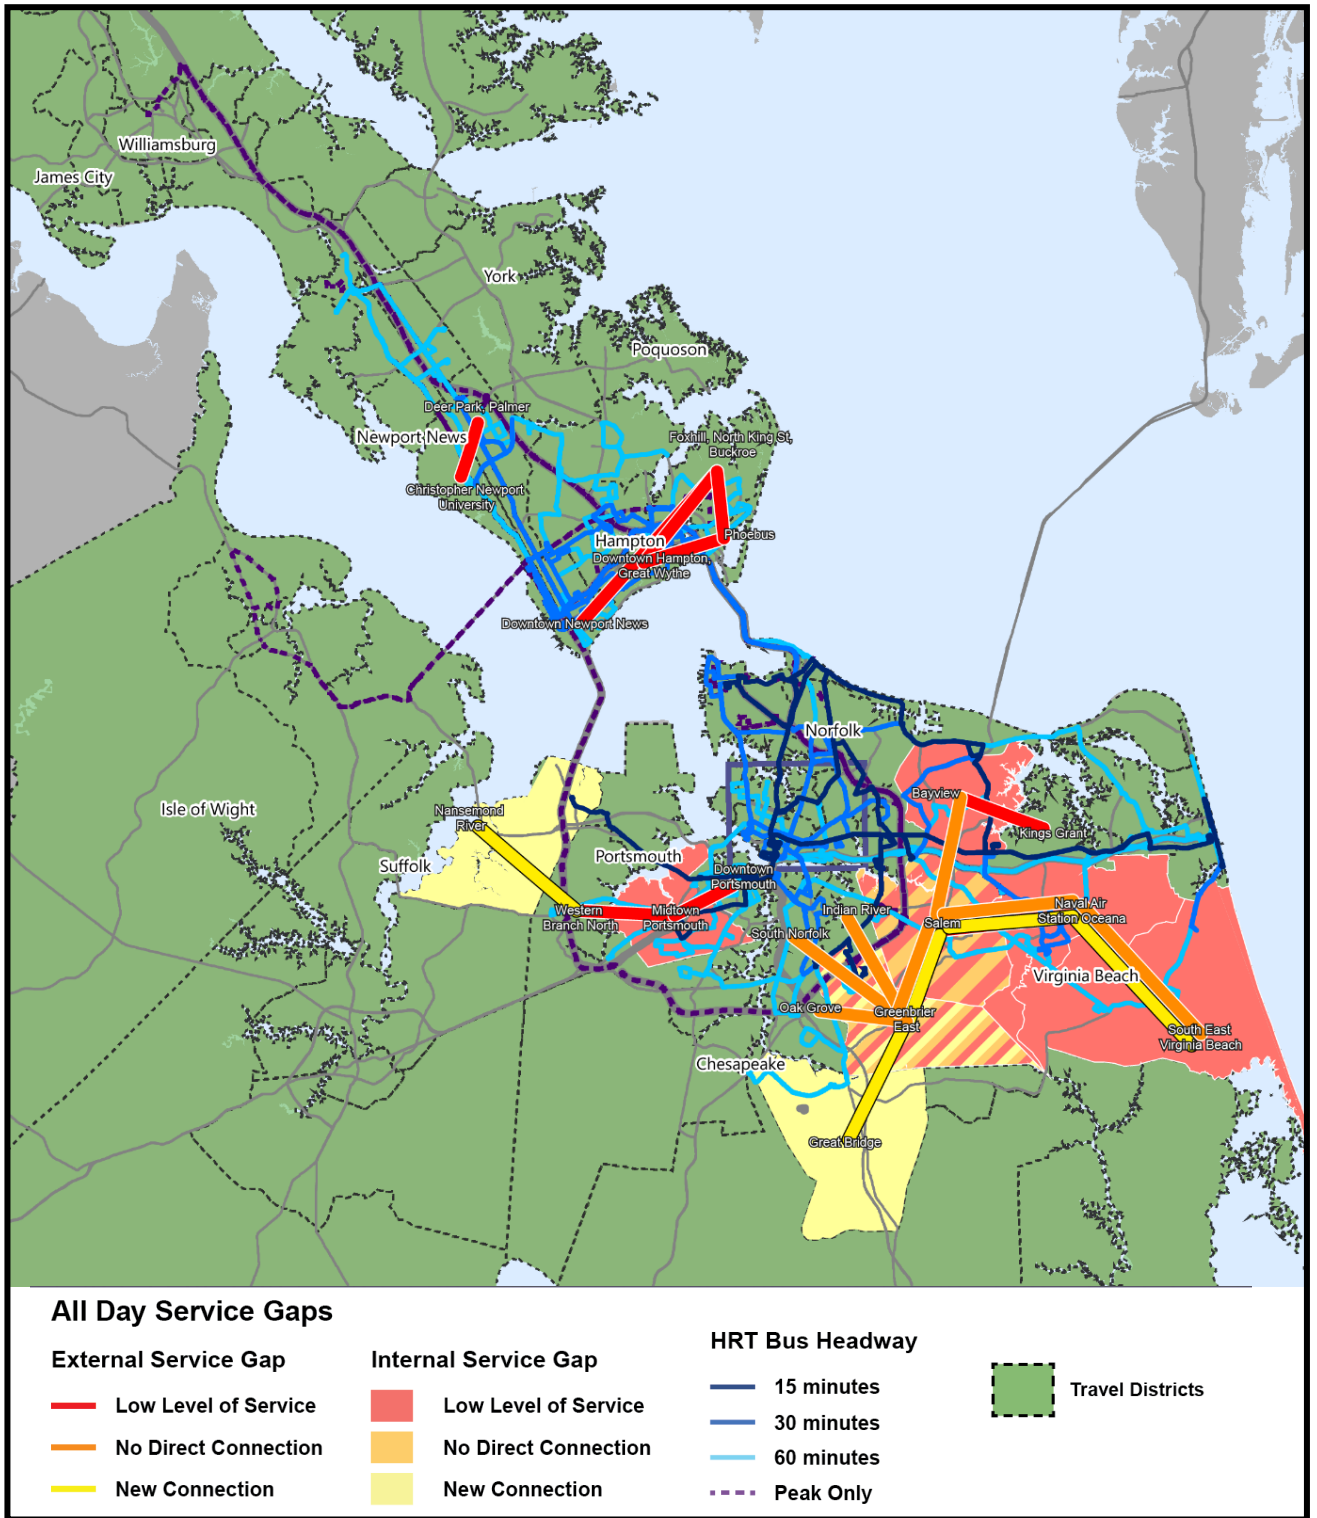 Williamsburg
James City
York
Poquoson
Deer Park, Palmer
Newport News
Foxhill, North King St,
Buckroe
Christopher Newport
University
Phoebus
Hampton
Downtown Hampton,
Great Wythe
Downtown Newport News
Norfolk
Bayview
Kings Grant
Isle of Wight
Nansemond
River
Suffolk
Portsmouth
Downtown
Portsmouth
Western
Branch North
Midtown
Portsmouth
Indian River
South Norfolk
Salem
Naval Air
Station Oceana
Virginia Beach
Oak Grove
Greenbrier
East
South East
Virginia Beach
Chesapeake
Great Bridge
All Day Service Gaps
External Service Gap
Low Level of Service
No Direct Connection
New Connection
Internal Service Gap
Low Level of Service
No Direct Connection
New Connection
HRT Bus Headway
15 minutes
30 minutes
60 minutes
Peak Only
Travel Districts